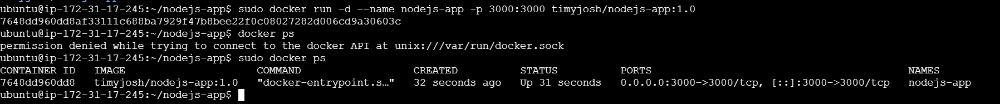 ubuntu@ip-172-31-17-245:~/nodejs-app$ sudo docker run -d --name nodejs-app -p 3000:3000 timyjosh/nodejs-app:1.0
7648dd960dd8af33111c688ba7929f47b8bee22f0c08027282d006cd9a30603c
ubuntu@ip-172-31-17-245:~/nodejs-app$ docker ps
permission denied while trying to connect to the docker API at unix:///var/run/docker.sock
ubuntu@ip-172-31-17-245:~/nodejs-app$ sudo docker ps
CONTAINER ID   IMAGE                     COMMAND                  CREATED          STATUS          PORTS                                         NAMES
7648dd960dd8   timyjosh/nodejs-app:1.0   "docker-entrypoint.s…"   32 seconds ago   Up 31 seconds   0.0.0.0:3000->3000/tcp, [::]:3000->3000/tcp   nodejs-app
ubuntu@ip-172-31-17-245:~/nodejs-app$